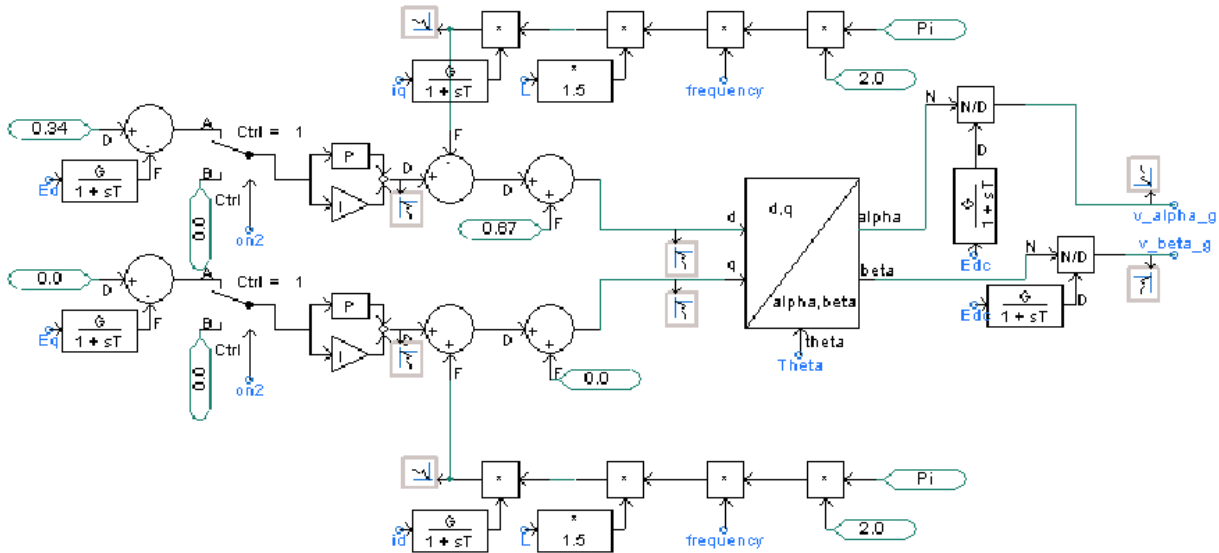 * * * * Pi
iq G L * frequency 2.0
1 + sT 1.5
N N/D
0.34 + - A Ctrl = 1 F D
D F P D + - D + G
Ed G B I F 1 + sT
1 + sT Ctrl 0.67 d d,q alpha v_alpha_g
0.0 on2 F Edc v_beta_g
0.0 + - A Ctrl = 1 q beta N N/D
D F P alpha,beta Edc G D
Eq G B I D + + D + + 1 + sT
1 + sT Ctrl F F theta
0.0 on2 0.0 Theta
* * * * Pi
id G L * frequency 2.0
1 + sT 1.5